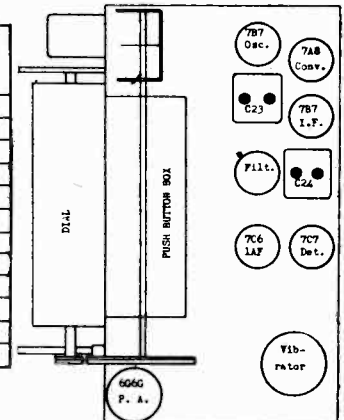 7B7
Osc.
7A8
Conv.
C23
7B7
I.F.
Filt.
C24
DIAL
PUSH BUTTON BOX
7C6
1AF
7C7
Det.
Vib-
rator
6G6G
P. A.